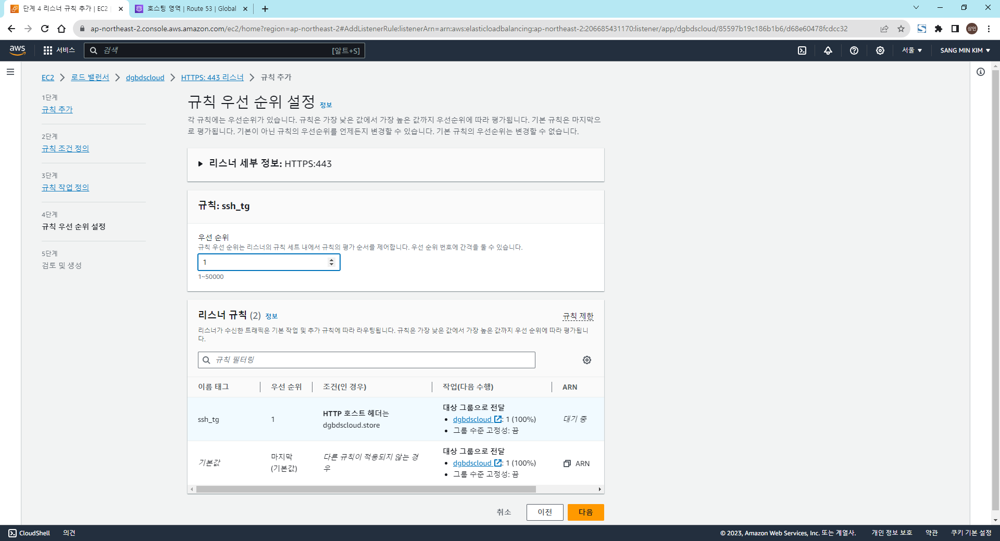 단계 4 리스너 규칙 추가 | EC2
호스팅 영역 | Route 53 | Global
ap-northeast-2.console.aws.amazon.com/ec2/home?region=ap-northeast-2#AddListenerRule:listenerArn=arn:aws:elasticloadbalancing:ap-northeast-2:206685431170:listener/app/dgbdscloud/85597b19c186b1b6/d68e60478fcdcc32
상민
aws
서비스
검색
[알트+S]
서울
SANG MIN KIM
EC2
로드 밸런서
dgbdscloud
HTTPS: 443 리스너
규칙 추가
1단계
규칙 추가
2단계
규칙 조건 정의
3단계
규칙 작업 정의
4단계
규칙 우선 순위 설정
5단계
검토 및 생성
규칙 우선 순위 설정 정보
각 규칙에는 우선순위가 있습니다. 규칙은 가장 낮은 값에서 가장 높은 값까지 우선순위에 따라 평가됩니다. 기본 규칙은 마지막으
로 평가됩니다. 기본이 아닌 규칙의 우선순위를 언제든지 변경할 수 있습니다. 기본 규칙의 우선순위는 변경할 수 없습니다.
리스너 세부 정보: HTTPS:443
규칙: ssh_tg
우선 순위
규칙 우선 순위는 리스너의 규칙 세트 내에서 규칙의 평가 순서를 제어합니다. 우선 순위 번호에 간격을 둘 수 있습니다.
1
1~50000
리스너 규칙 (2) 정보
규칙 제한
리스너가 수신한 트래픽은 기본 작업 및 추가 규칙에 따라 라우팅됩니다. 규칙은 가장 낮은 값에서 가장 높은 값까지 우선 순위에 따라 평가됩니
다.
규칙 필터링
이름 태그
우선 순위
조건(인 경우)
작업(다음 수행)
ARN
ssh_tg
1
HTTP 호스트 헤더는
dgbdscloud.store
대상 그룹으로 전달
• dgbdscloud : 1 (100%)
• 그룹 수준 고정성: 끔
대기 중
기본값
마지막
(기본값)
다른 규칙이 적용되지 않는 경
우
대상 그룹으로 전달
• dgbdscloud : 1 (100%)
• 그룹 수준 고정성: 끔
ARN
취소
이전
다음
CloudShell
의견
© 2023, Amazon Web Services, Inc. 또는 계열사.
개인 정보 보호
약관
쿠키 기본 설정